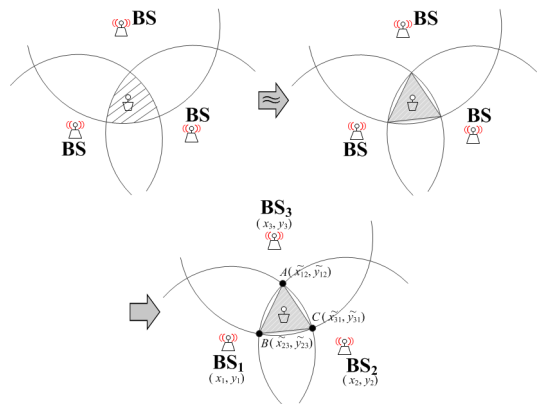 BS
BS
BS
BS
≈
BS
BS
BS₃
(x₃, y₃)
A(x̃₁₂, ỹ₁₂)
C(x̃₃₁, ỹ₃₁)
B(x̃₂₃, ỹ₂₃)
BS₁
(x₁, y₁)
BS₂
(x₂, y₂)